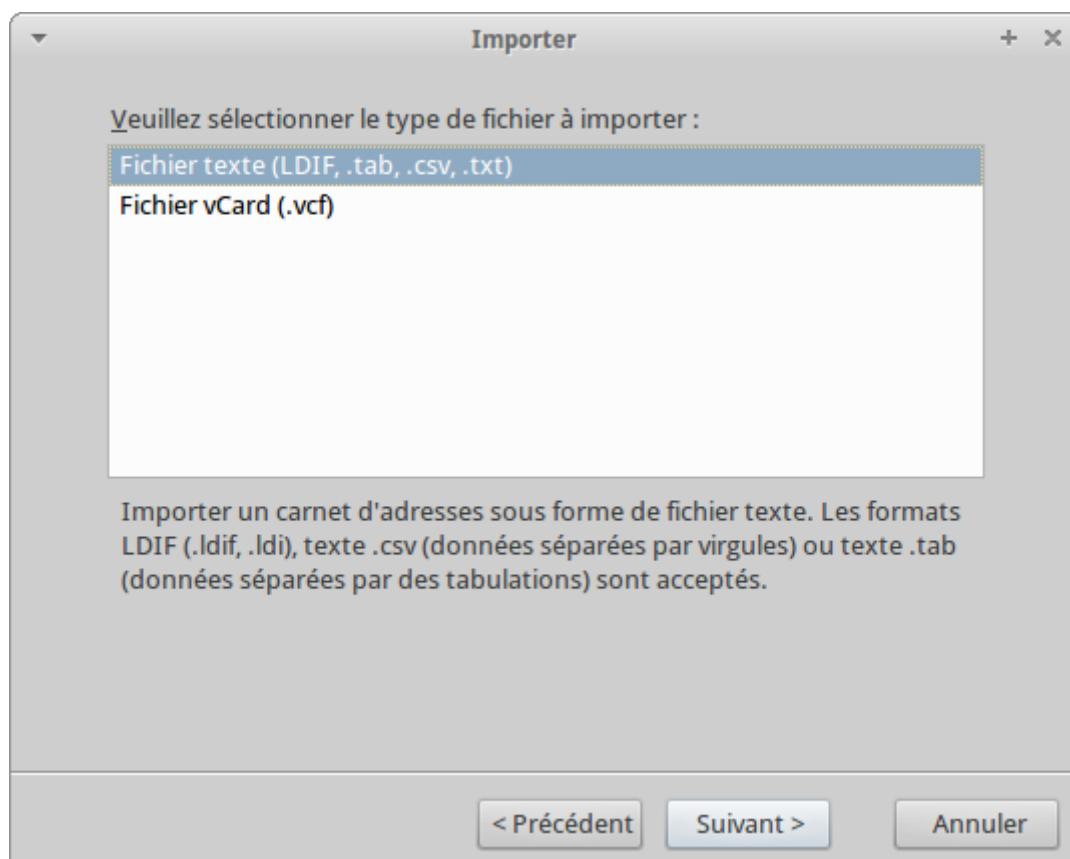 Importer
Veuillez sélectionner le type de fichier à importer :
Fichier texte (LDIF, .tab, .csv, .txt)
Fichier vCard (.vcf)
Importer un carnet d'adresses sous forme de fichier texte. Les formats
LDIF (.ldif, .ldi), texte .csv (données séparées par virgules) ou texte .tab
(données séparées par des tabulations) sont acceptés.
< Précédent
Suivant >
Annuler